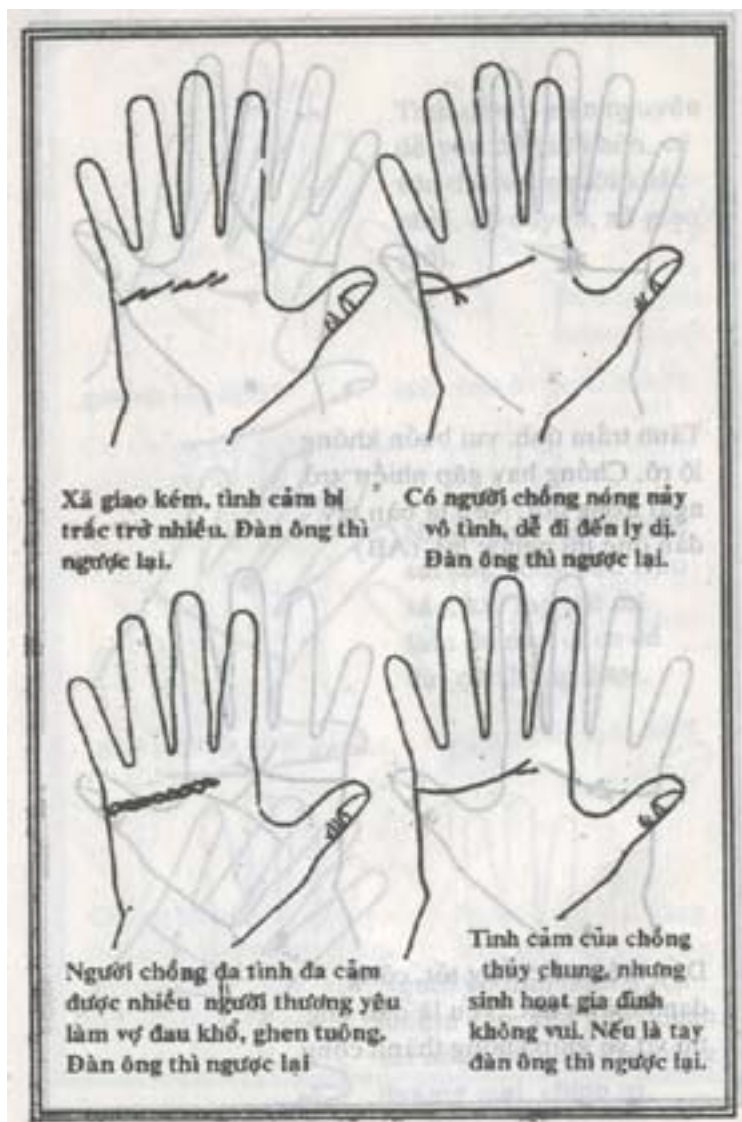 Xã giao kém, tình cảm bị
trắc trở nhiều. Đàn ông thì
ngược lại.
Có người chồng nóng nảy
vô tình, dễ đi đến ly dị.
Đàn ông thì ngược lại.
Người chồng đa tình đa cảm
được nhiều người thương yêu
làm vợ đau khổ, ghen tuông.
Đàn ông thì ngược lại
Tình cảm của chồng
thủy chung, nhưng
sinh hoạt gia đình
không vui. Nếu là tay
đàn ông thì ngược lại.